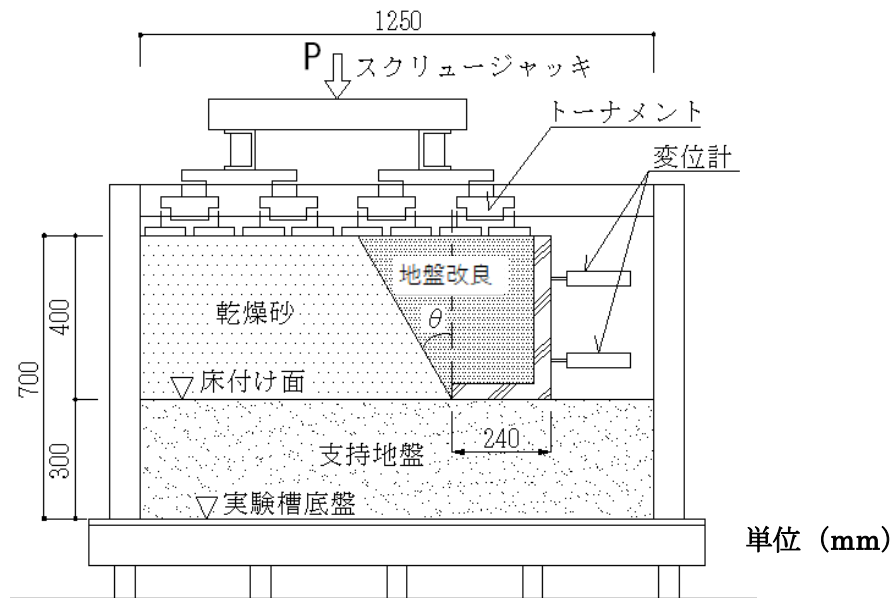 1250
P
スクリュージャッキ
トーナメント
変位計
地盤改良
乾燥砂
θ
400
700
床付け面
240
300
支持地盤
実験槽底盤
単位（mm）